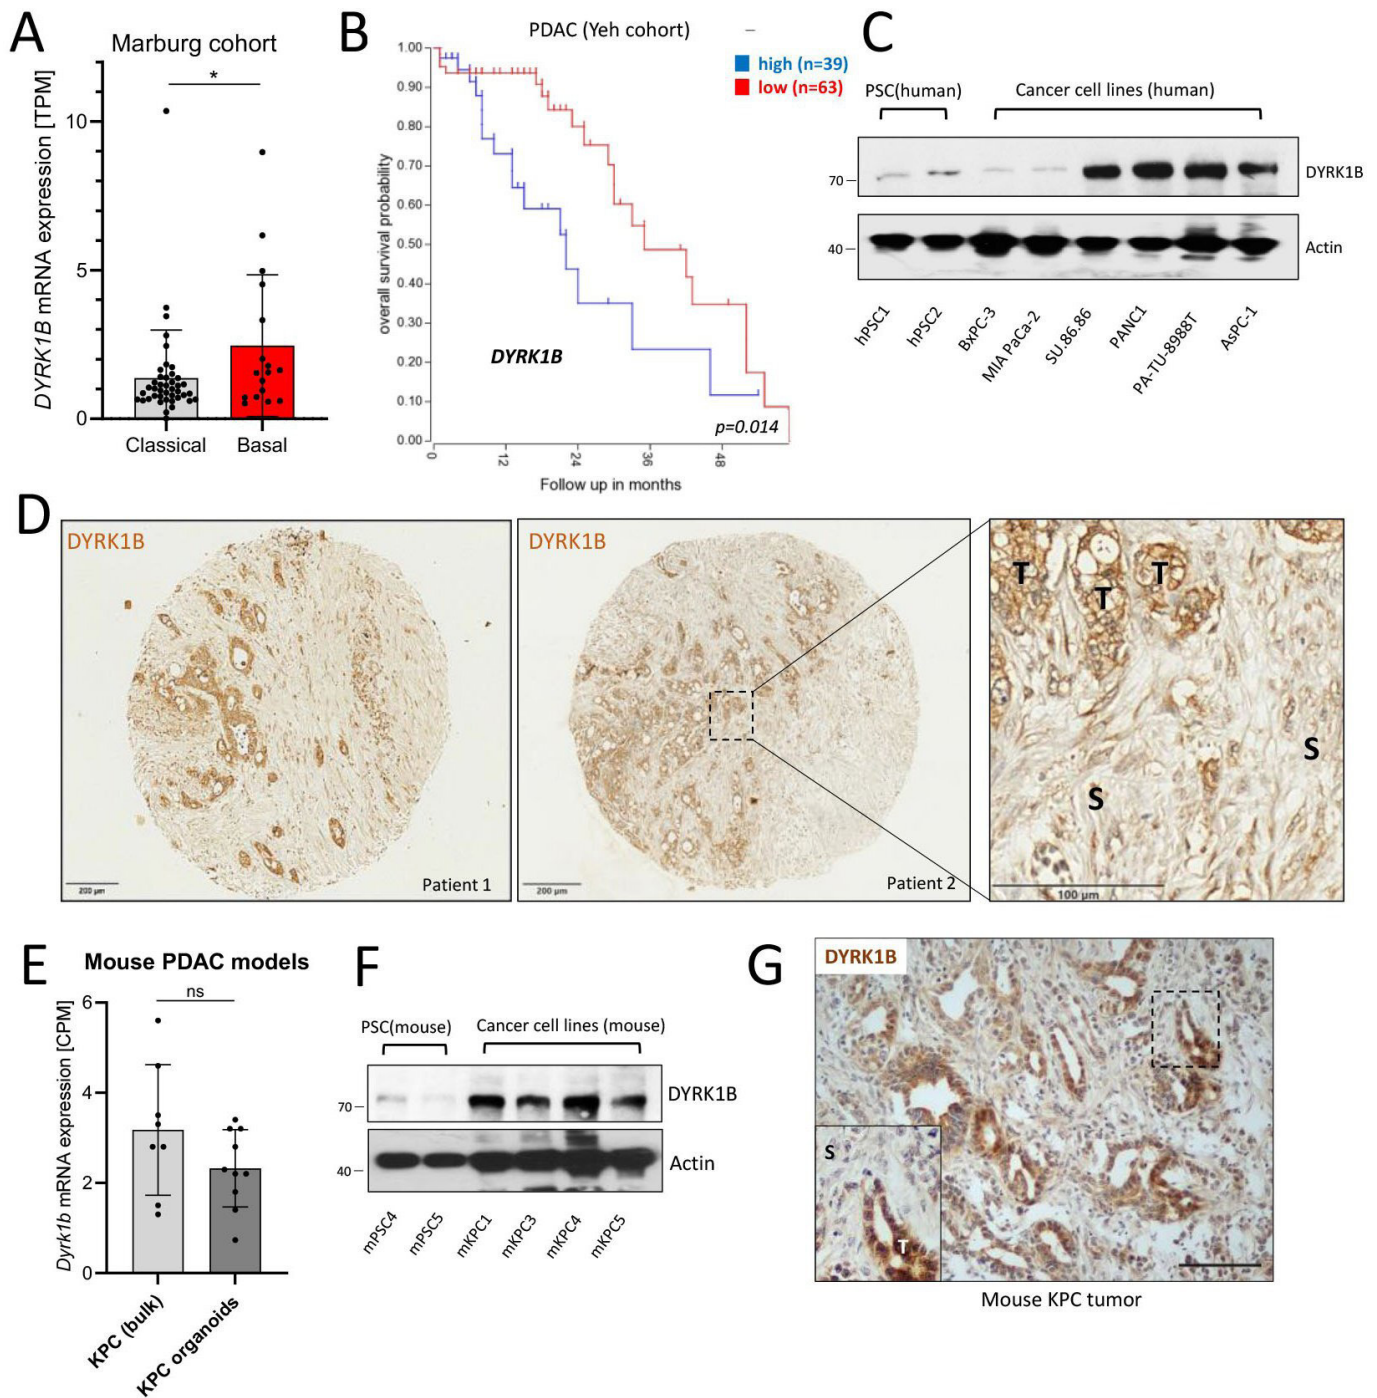 A
Marburg cohort
*
DYRK1B mRNA expression [TPM]
10
5
0
Classical
Basal
B
PDAC (Yeh cohort)
high (n=39)
low (n=63)
overall survival probability
1.00
0.90
0.80
0.70
0.60
0.50
0.40
0.30
0.20
0.10
0.00
DYRK1B
p=0.014
0
12
24
36
48
Follow up in months
C
PSC(human)
Cancer cell lines (human)
70
DYRK1B
40
Actin
hPSC1
hPSC2
BxPC-3
MIA PaCa-2
SU.86.86
PANC1
PA-TU-8988T
AsPC-1
D
DYRK1B
200 µm
Patient 1
DYRK1B
200 µm
Patient 2
T
T
T
S
S
100 µm
E
Mouse PDAC models
ns
Dyrk1b mRNA expression [CPM]
6
4
2
0
KPC (bulk)
KPC organoids
F
PSC(mouse)
Cancer cell lines (mouse)
70
DYRK1B
40
Actin
mPSC4
mPSC5
mKPC1
mKPC3
mKPC4
mKPC5
G
DYRK1B
S
T
Mouse KPC tumor